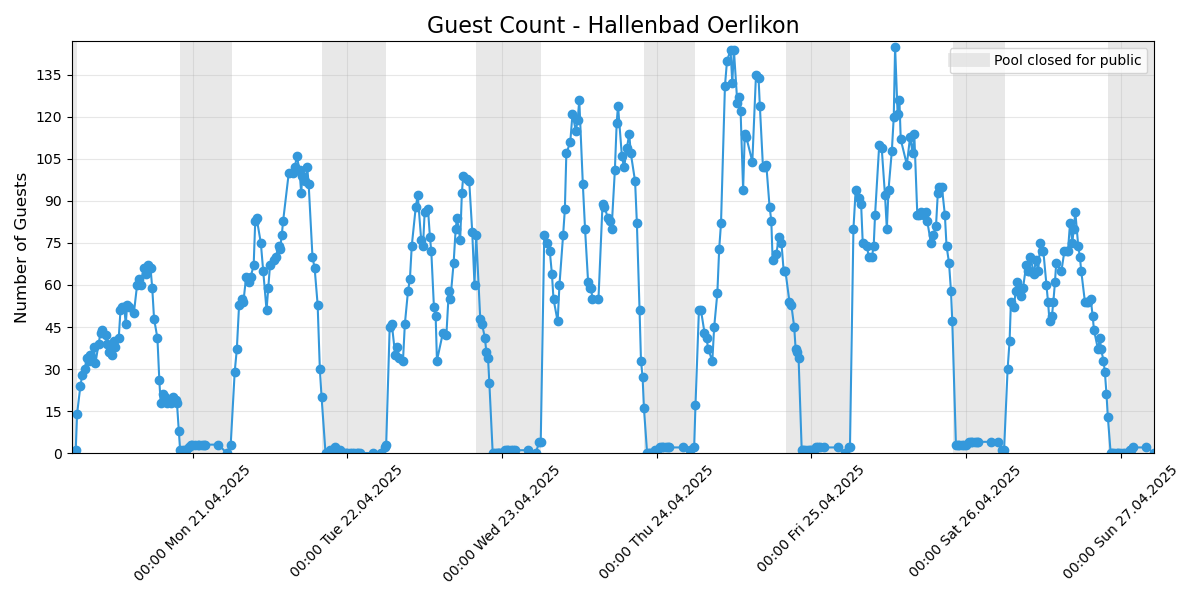 Guest Count - Hallenbad Oerlikon
Pool closed for public
Number of Guests
135
120
105
90
75
60
45
30
15
0
00:00 Mon 21.04.2025
00:00 Tue 22.04.2025
00:00 Wed 23.04.2025
00:00 Thu 24.04.2025
00:00 Fri 25.04.2025
00:00 Sat 26.04.2025
00:00 Sun 27.04.2025